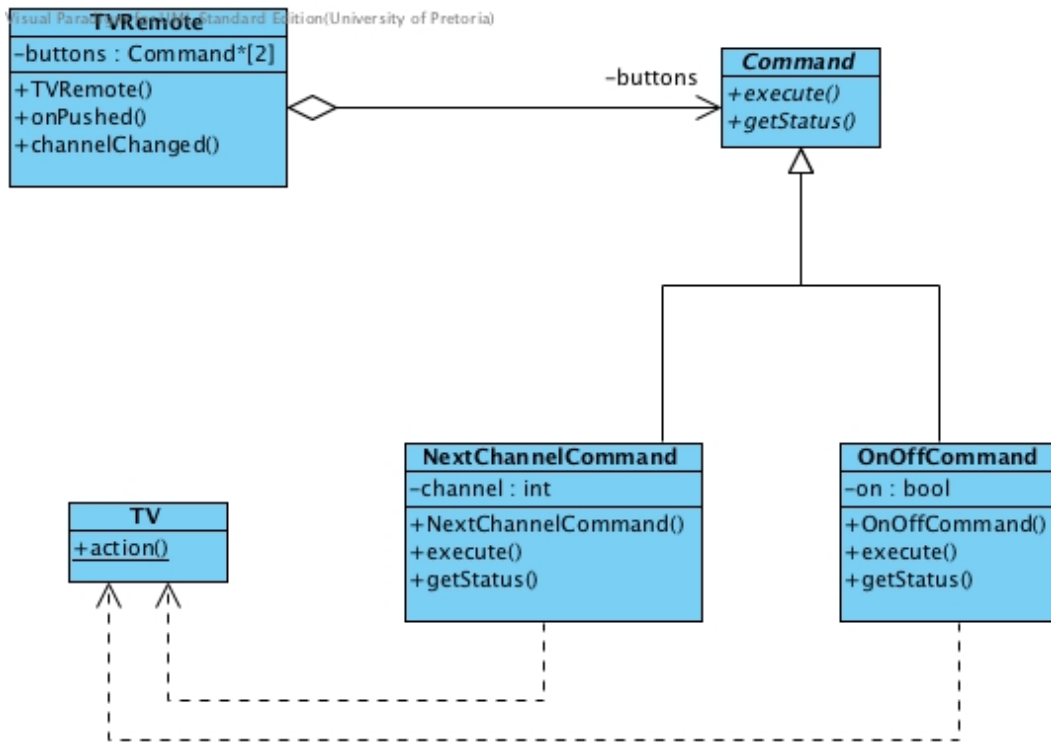 Visual Paradigm for UML Standard Edition(University of Pretoria)
TVRemote
-buttons : Command*[2]
+TVRemote()
+onPushed()
+channelChanged()
-buttons
Command
+execute()
+getStatus()
NextChannelCommand
-channel : int
+NextChannelCommand()
+execute()
+getStatus()
OnOffCommand
-on : bool
+OnOffCommand()
+execute()
+getStatus()
TV
+action()